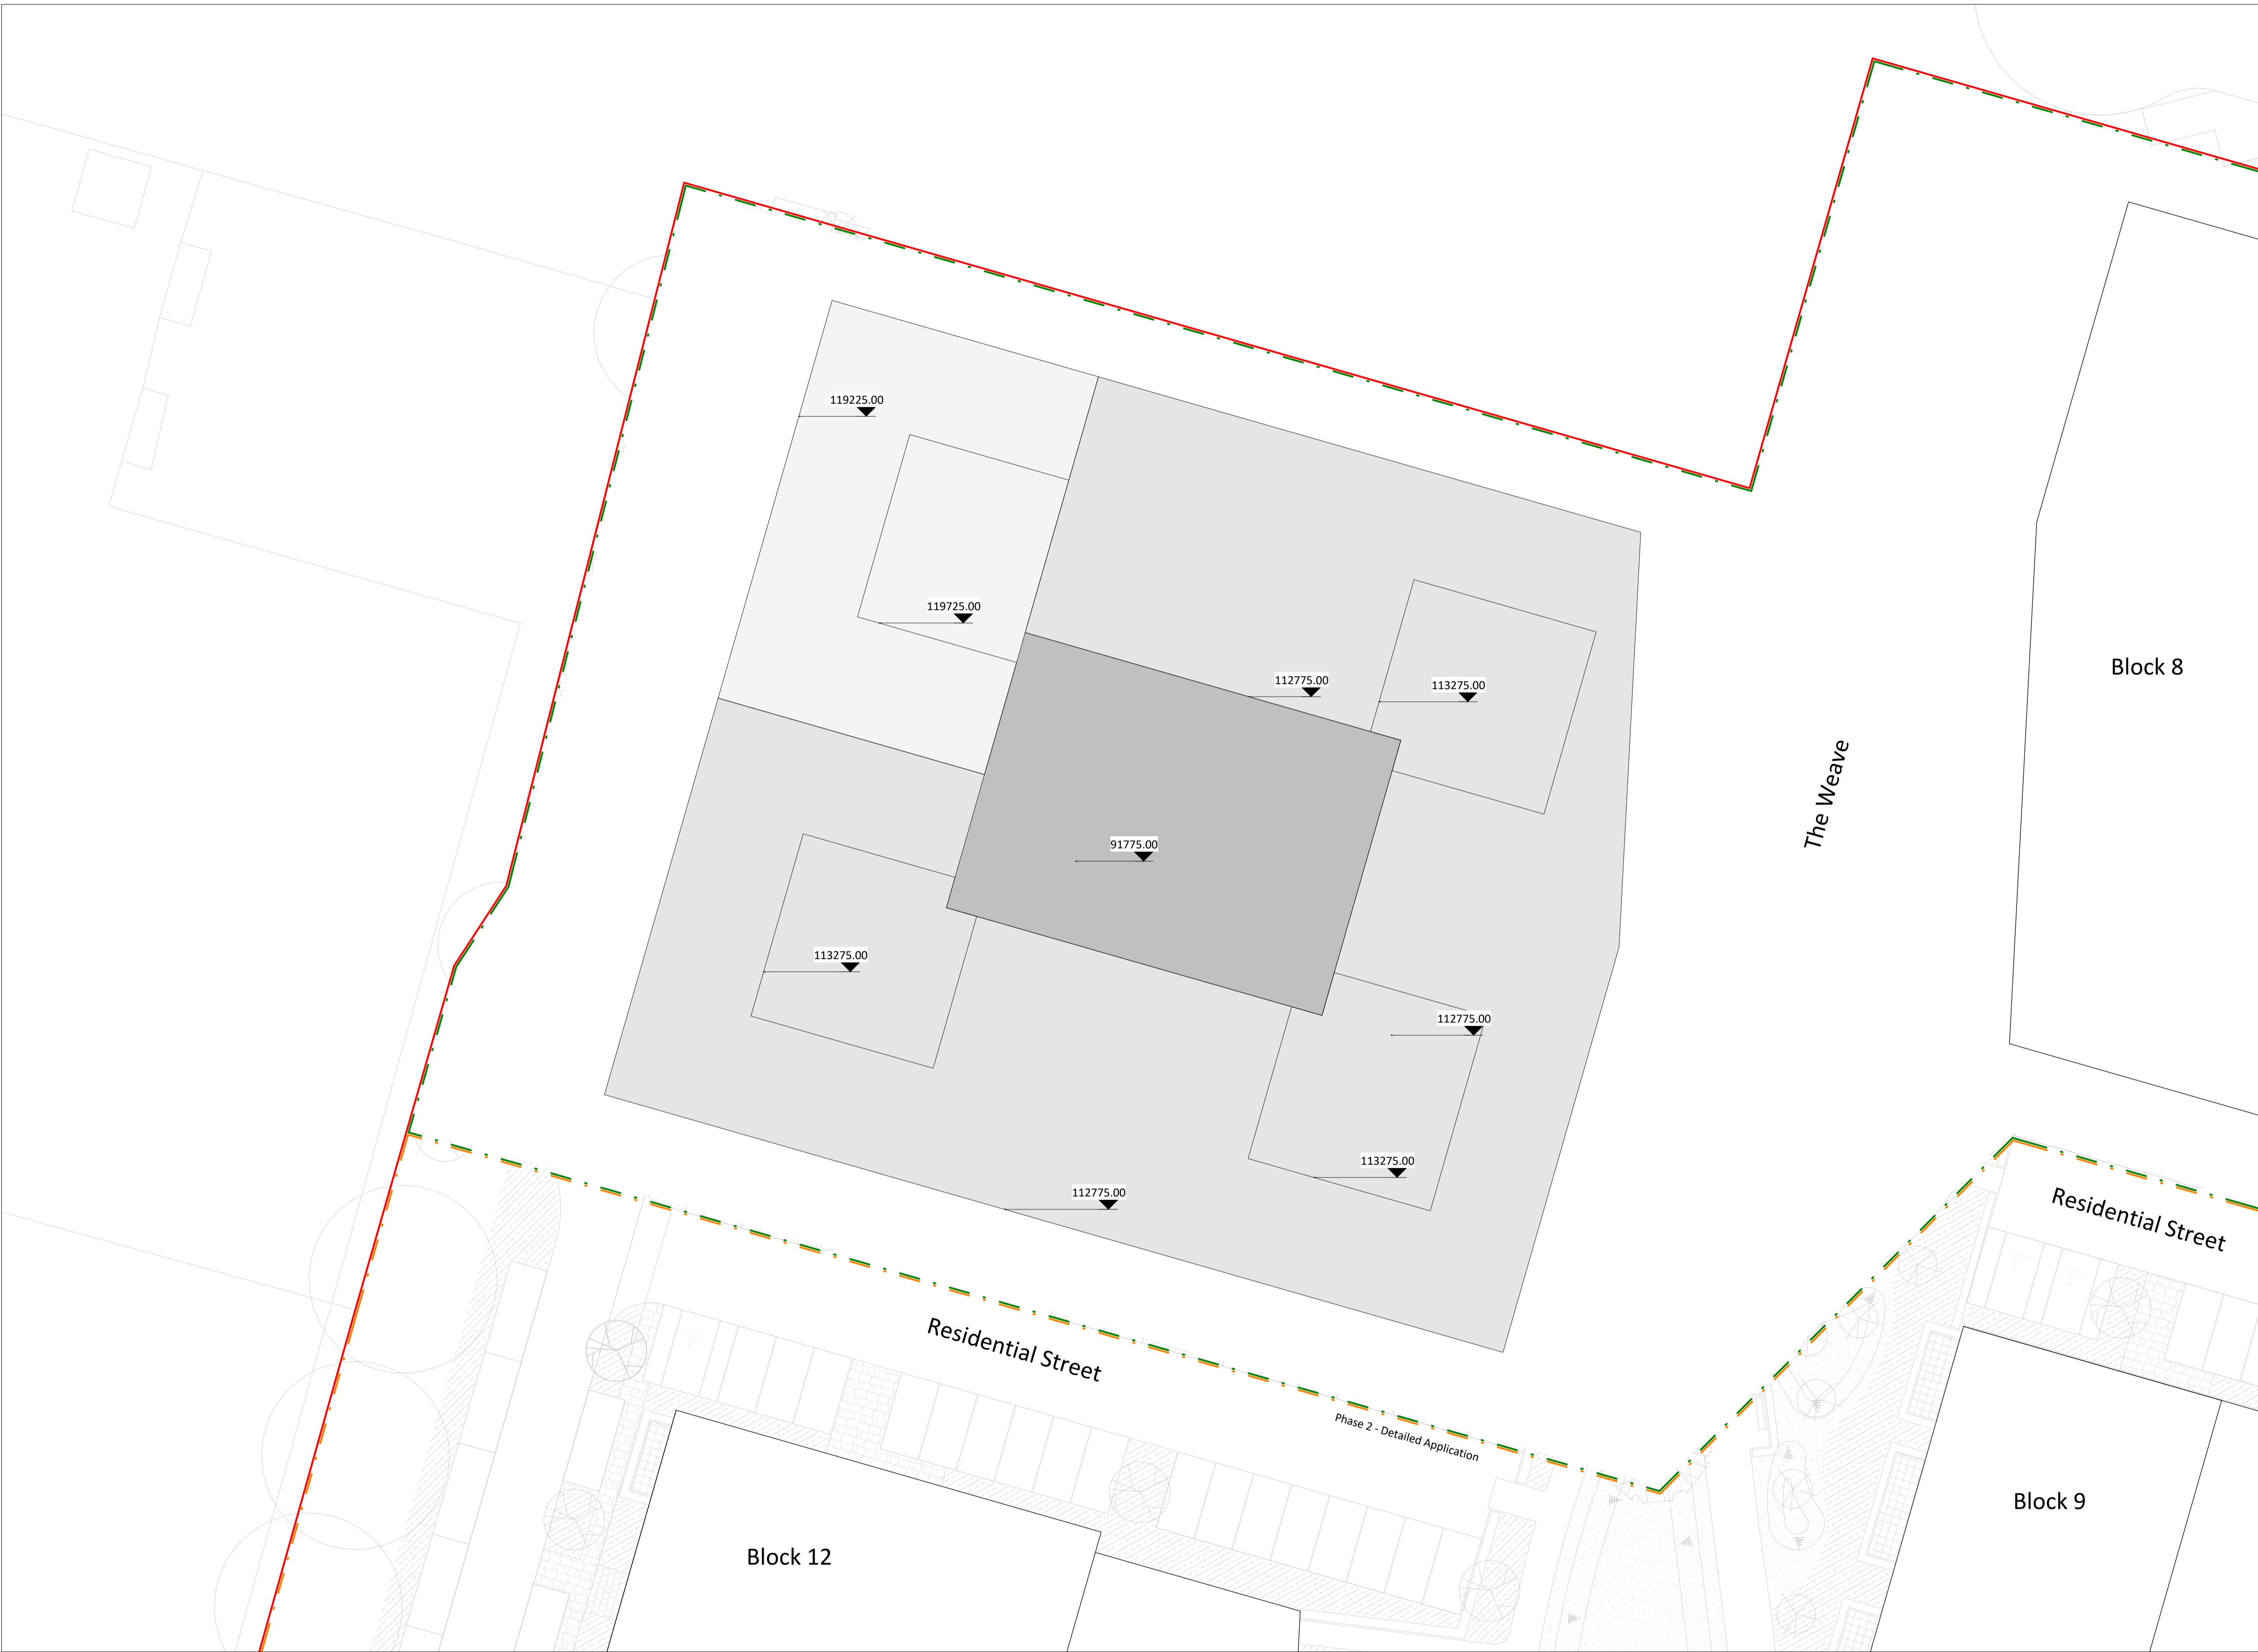 119225.00
119725.00
Block 8
112775.00
113275.00
The Weave
91775.00
113275.00
112775.00
113275.00
112775.00
Residential Street
Residential Street
Phase 2 - Detailed Application
Block 9
Block 12